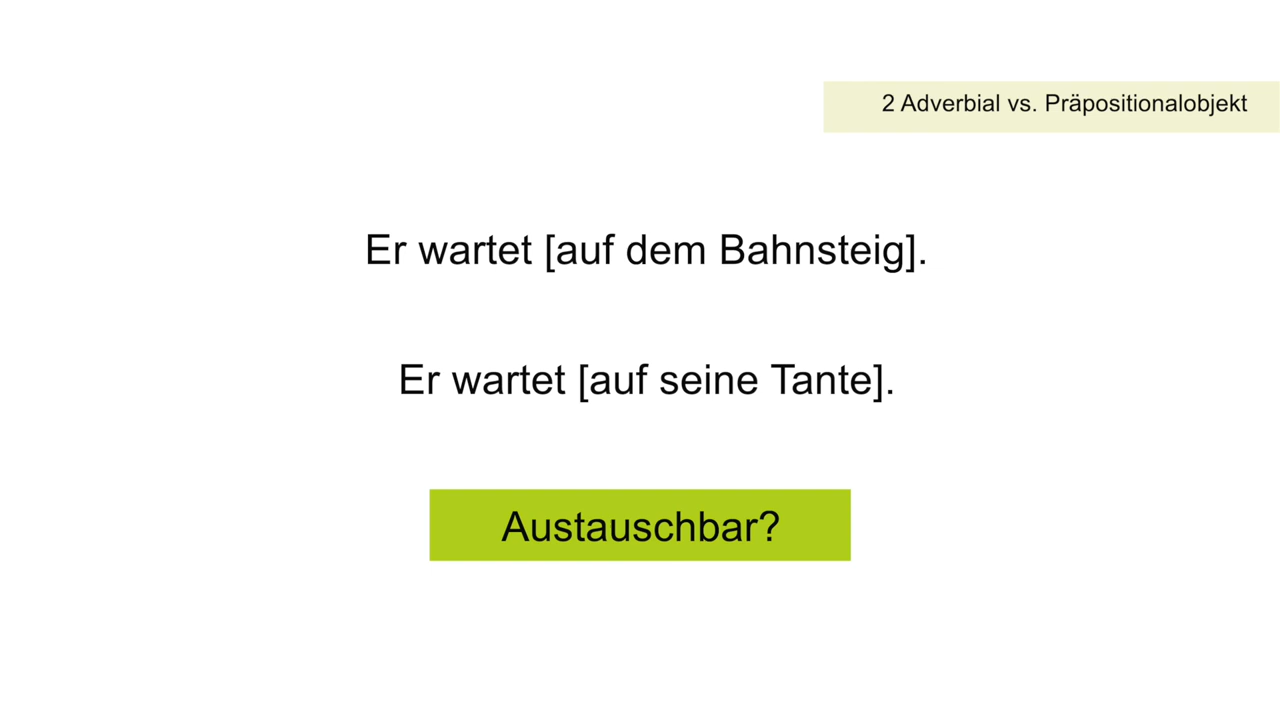 2 Adverbial vs. Präpositionalobjekt
Er wartet [auf dem Bahnsteig].
Er wartet [auf seine Tante].
Austauschbar?